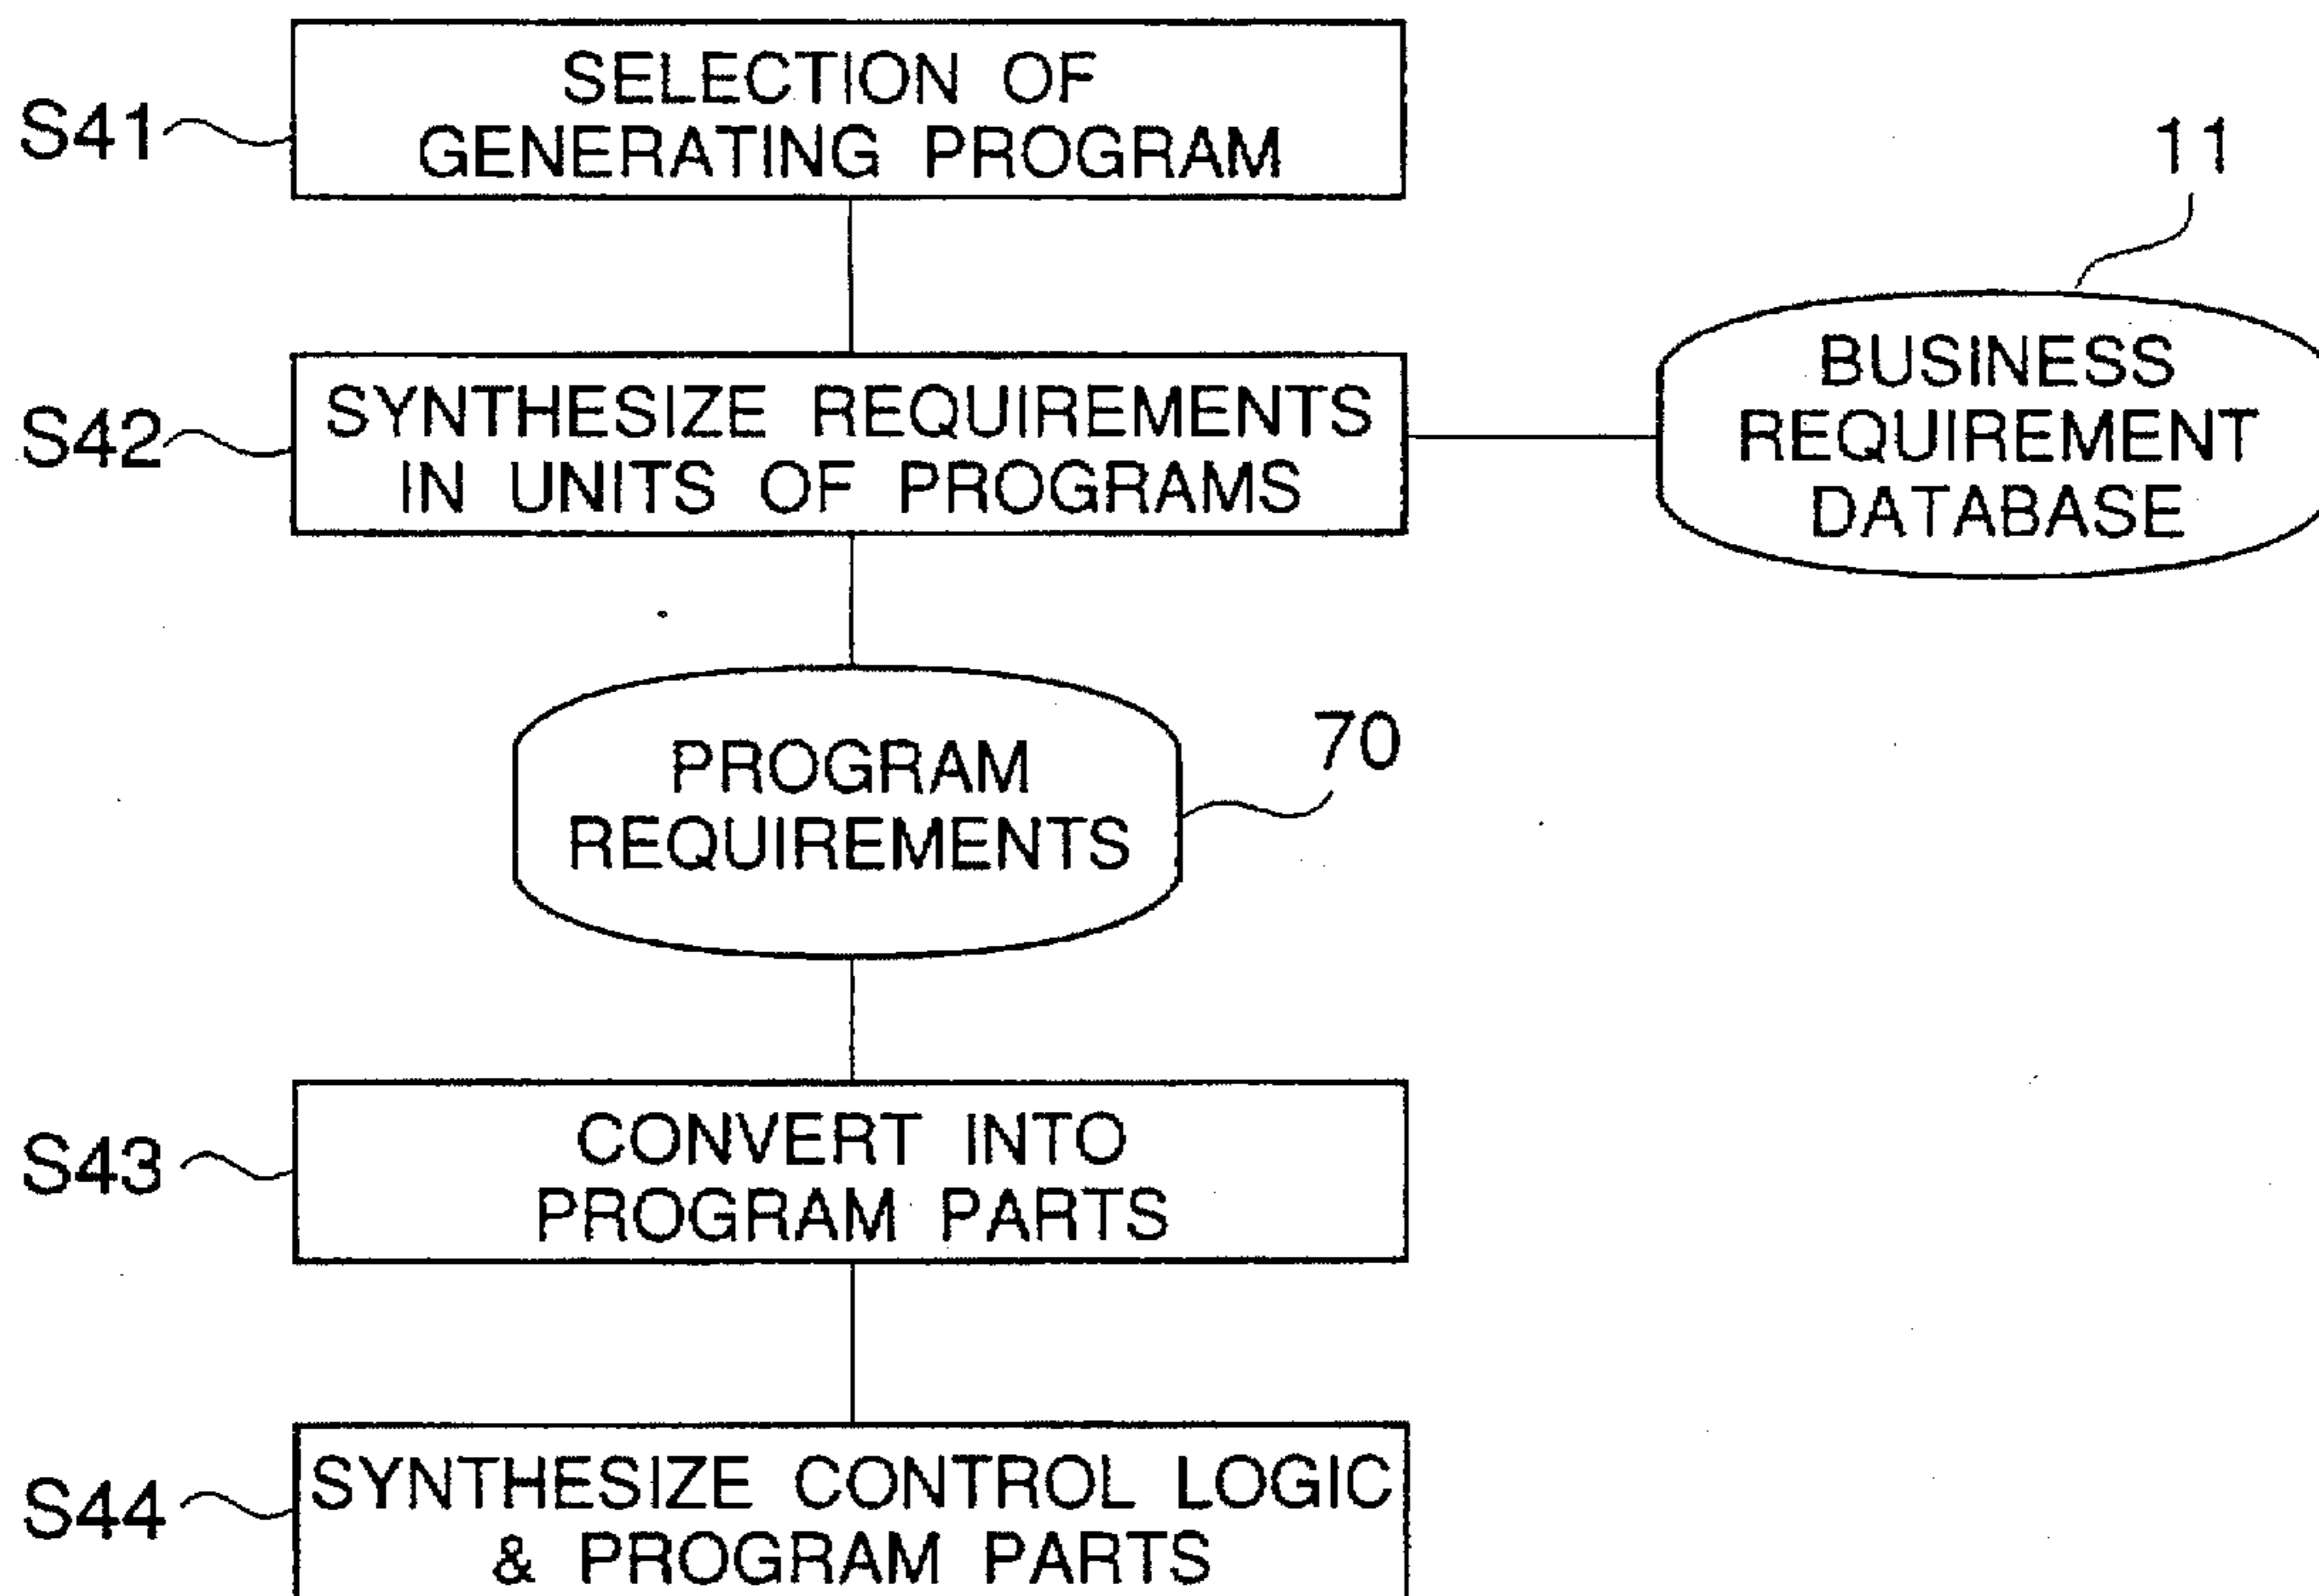 S41
SELECTION OF
GENERATING PROGRAM
11
S42
SYNTHESIZE REQUIREMENTS
IN UNITS OF PROGRAMS
BUSINESS
REQUIREMENT
DATABASE
PROGRAM
REQUIREMENTS
70
S43
CONVERT INTO
PROGRAM PARTS
S44
SYNTHESIZE CONTROL LOGIC
& PROGRAM PARTS